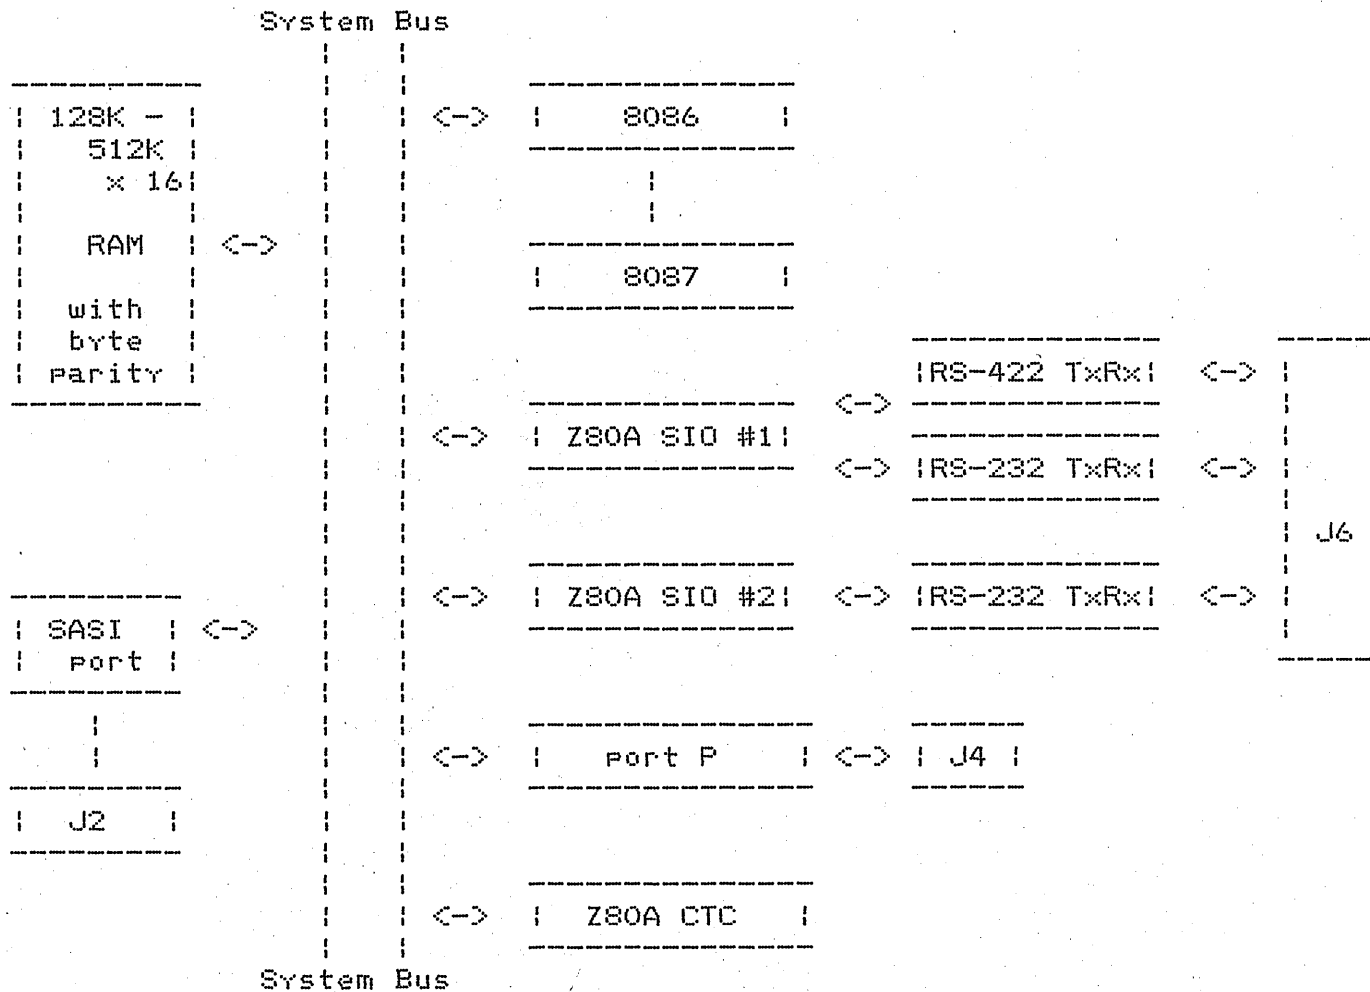 System Bus
128K -
512K
x 16
RAM
with
byte
parity
8086
8087
Z80A SIO #1
RS-422 TxRx
RS-232 TxRx
J6
Z80A SIO #2
RS-232 TxRx
SASI
port
J2
port P
J4
Z80A CTC
System Bus